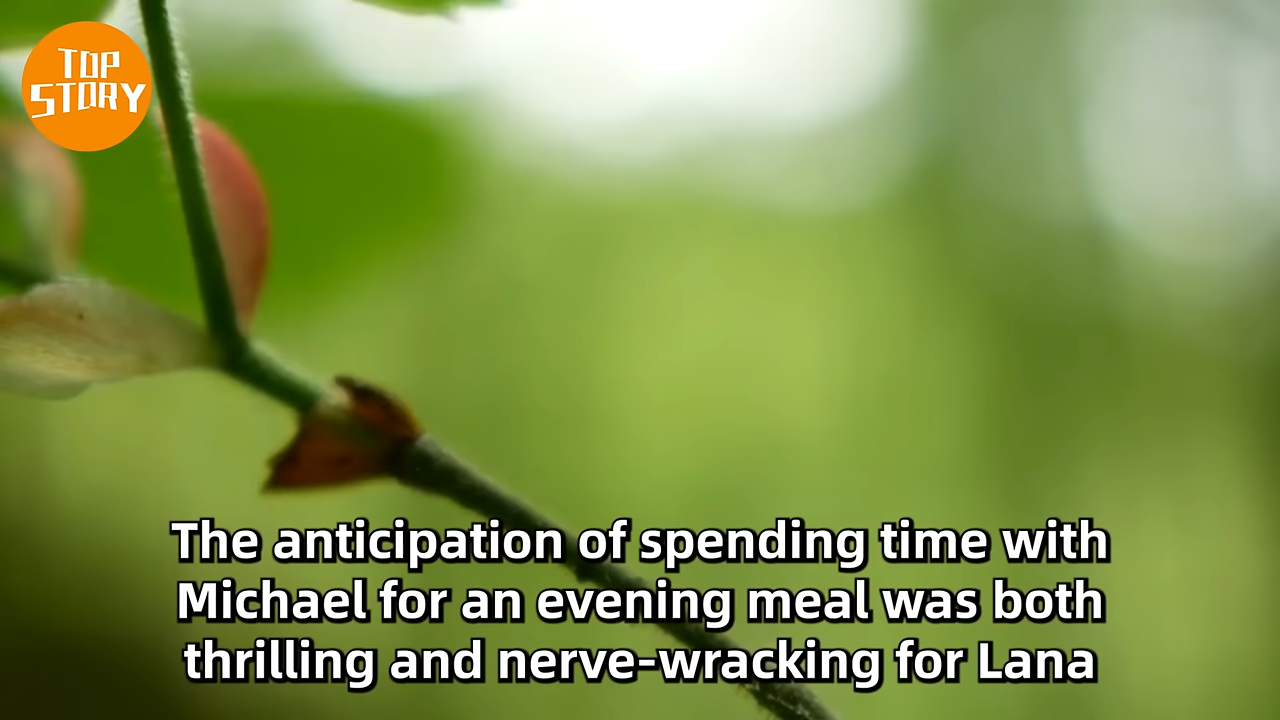 TOP
STORY
The anticipation of spending time with
Michael for an evening meal was both
thrilling and nerve-wracking for Lana